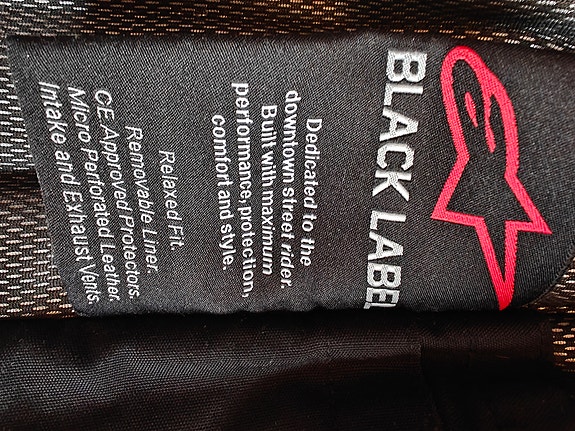 BLACK LABEL
Dedicated to the
downtown street rider.
Built with maximum
performance, protection,
comfort and style.
Relaxed Fit.
Removable Liner.
CE Approved Protectors.
Micro Perforated Leather.
Intake and Exhaust Vents.